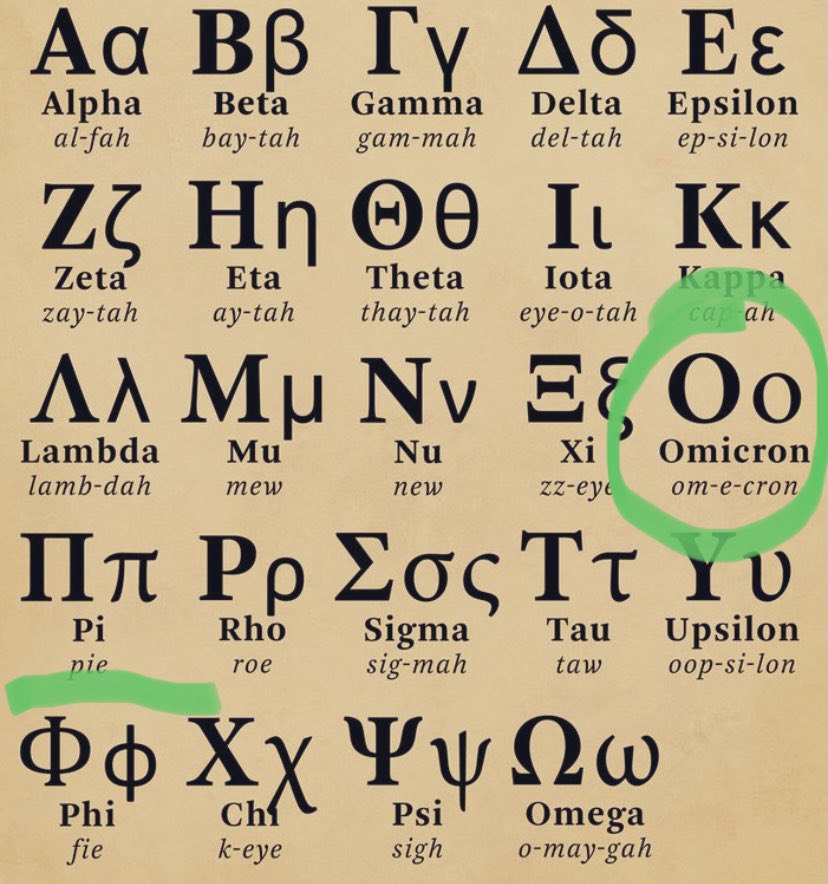 Αα Ββ Γγ Δδ Εε
Alpha Beta Gamma Delta Epsilon
al-fah bay-tah gam-mah del-tah ep-si-lon
Ζζ Ηη Θθ Ιι Κκ
Zeta Eta Theta Iota Kappa
zay-tah ay-tah thay-tah eye-o-tah cap-ah
Λλ Μμ Νν Ξξ Οο
Lambda Mu Nu Xi Omicron
lamb-dah mew new zz-eye om-e-cron
Ππ Ρρ Σσς Ττ Υυ
Pi Rho Sigma Tau Upsilon
pie roe sig-mah taw oop-si-lon
Φϕ Χχ Ψψ Ωω
Phi Chi Psi Omega
fie k-eye sigh o-may-gah